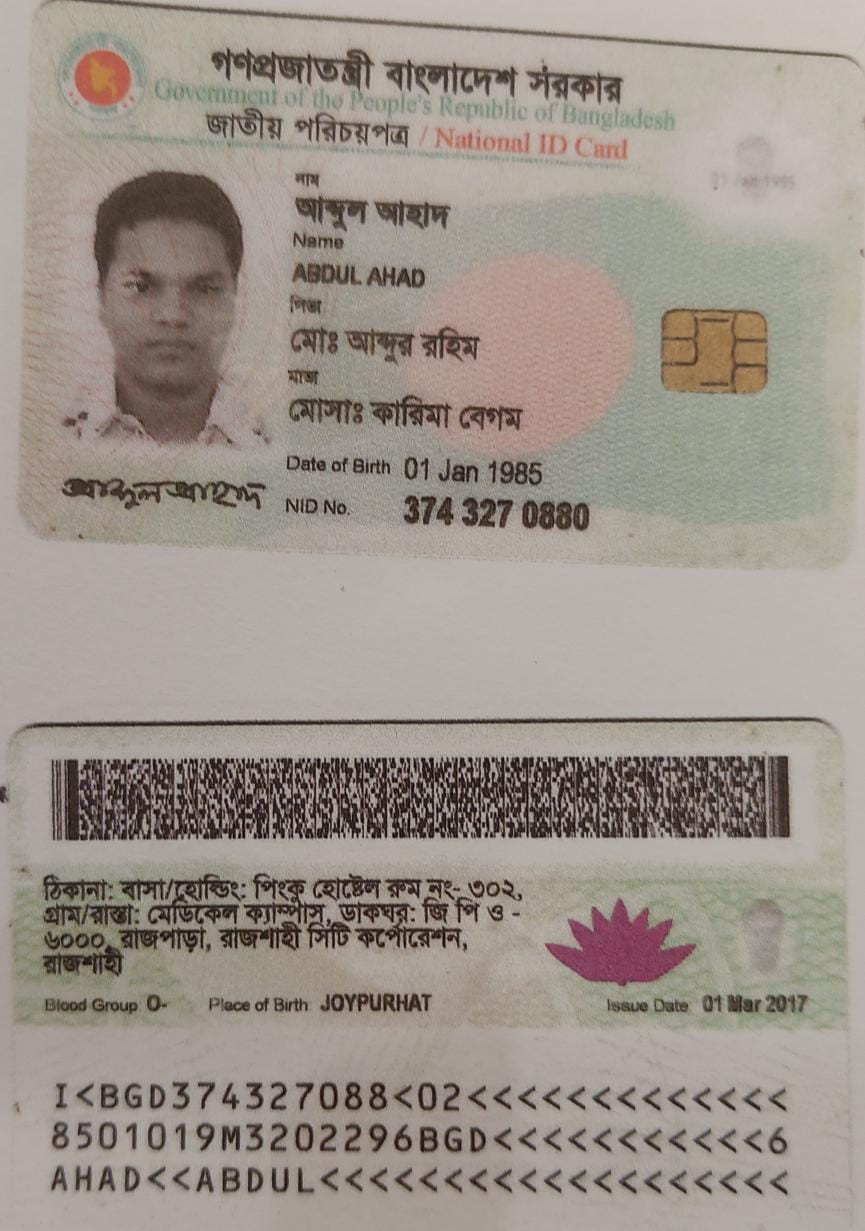 গণপ্রজাতন্ত্রী বাংলাদেশ সরকার
Government of the People's Republic of Bangladesh
জাতীয় পরিচয়পত্র / National ID Card
নাম
আব্দুল আহাদ
Name
ABDUL AHAD
পিতা
মোঃ আব্দুর রহিম
মাতা
মোসাঃ কারিমা বেগম
Date of Birth 01 Jan 1985
আব্দুল আহাদ
NID No. 374 327 0880
ঠিকানা: বাসা/হোল্ডিং: পিংকু হোষ্টেল রুম নং- ৩০২,
গ্রাম/রাস্তা: মেডিকেল ক্যাম্পাস, ডাকঘর: জি পি ও -
৬০০০, রাজপাড়া, রাজশাহী সিটি কর্পোরেশন,
রাজশাহী
Blood Group: O- Place of Birth: JOYPURHAT Issue Date: 01 Mar 2017
I<BGD374327088<02<<<<<<<<<<<<<
8501019M3202296BGD<<<<<<<<<<<6
AHAD<<ABDUL<<<<<<<<<<<<<<<<<<<